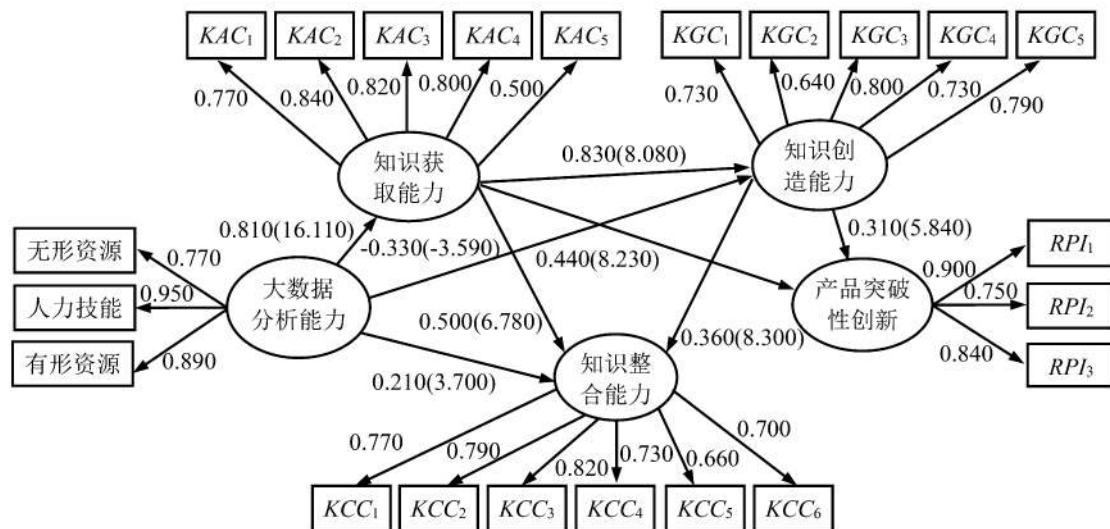 KAC₁
KAC₂
KAC₃
KAC₄
KAC₅
KGC₁
KGC₂
KGC₃
KGC₄
KGC₅
0.770
0.840
0.820
0.800
0.500
0.730
0.640
0.800
0.730
0.790
知识获
取能力
0.830(8.080)
知识创
造能力
0.810(16.110)
-0.330(-3.590)
0.440(8.230)
0.310(5.840)
无形资源
人力技能
有形资源
0.770
0.950
0.890
大数据
分析能力
产品突破
性创新
0.900
0.750
0.840
RPI₁
RPI₂
RPI₃
0.500(6.780)
0.360(8.300)
0.210(3.700)
知识整
合能力
0.770
0.790
0.820
0.730
0.660
0.700
KCC₁
KCC₂
KCC₃
KCC₄
KCC₅
KCC₆